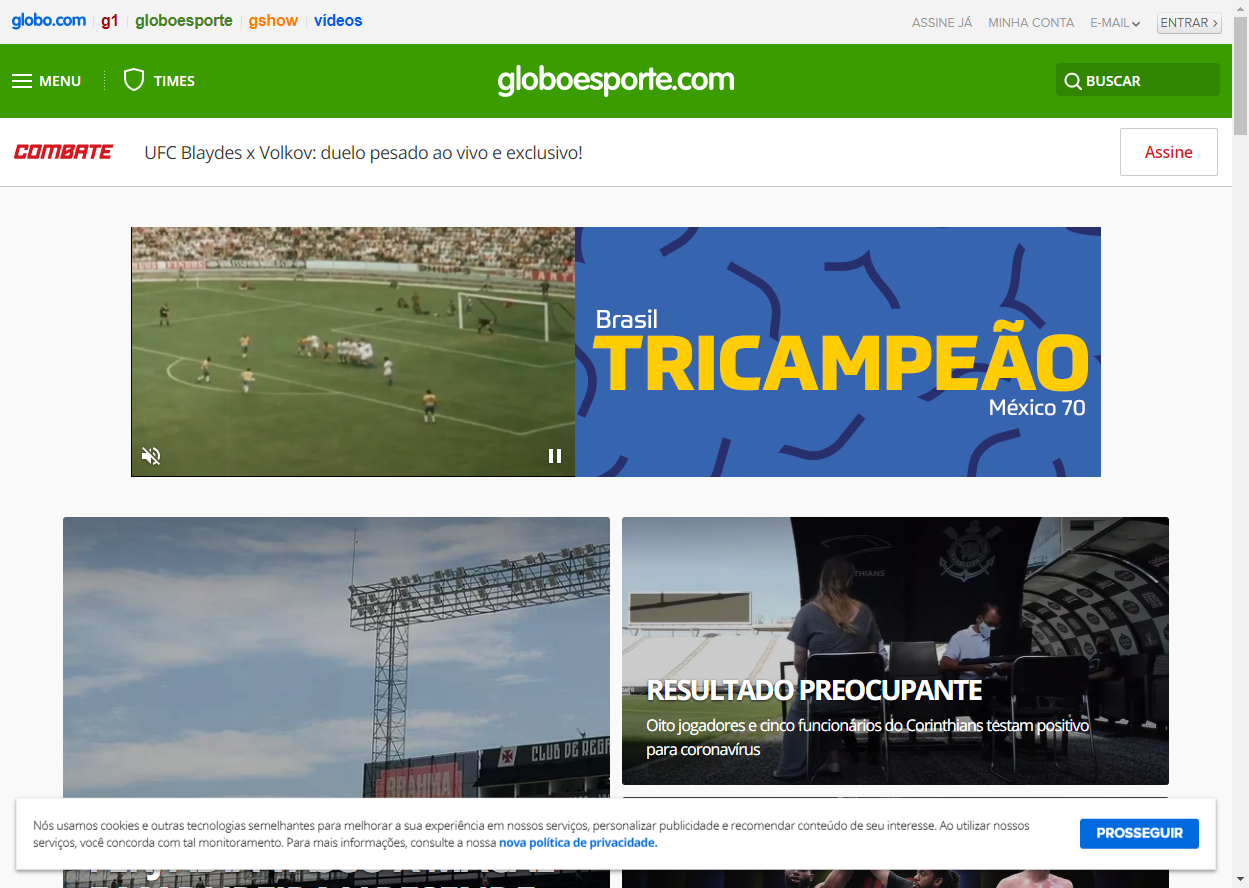 globo.com g1 globoesporte gshow vídeos ASSINE JÁ MINHA CONTA E-MAIL ENTRAR ›
MENU TIMES globoesporte.com BUSCAR
COMBATE UFC Blaydes x Volkov: duelo pesado ao vivo e exclusivo! Assine
Brasil
TRICAMPEÃO
México 70
CLUB DE REGA
BRAHMA
RESULTADO PREOCUPANTE
Oito jogadores e cinco funcionários do Corinthians testam positivo
para coronavírus
Nós usamos cookies e outras tecnologias semelhantes para melhorar a sua experiência em nossos serviços, personalizar publicidade e recomendar conteúdo de seu interesse. Ao utilizar nossos
serviços, você concorda com tal monitoramento. Para mais informações, consulte a nossa nova política de privacidade.
PROSSEGUIR